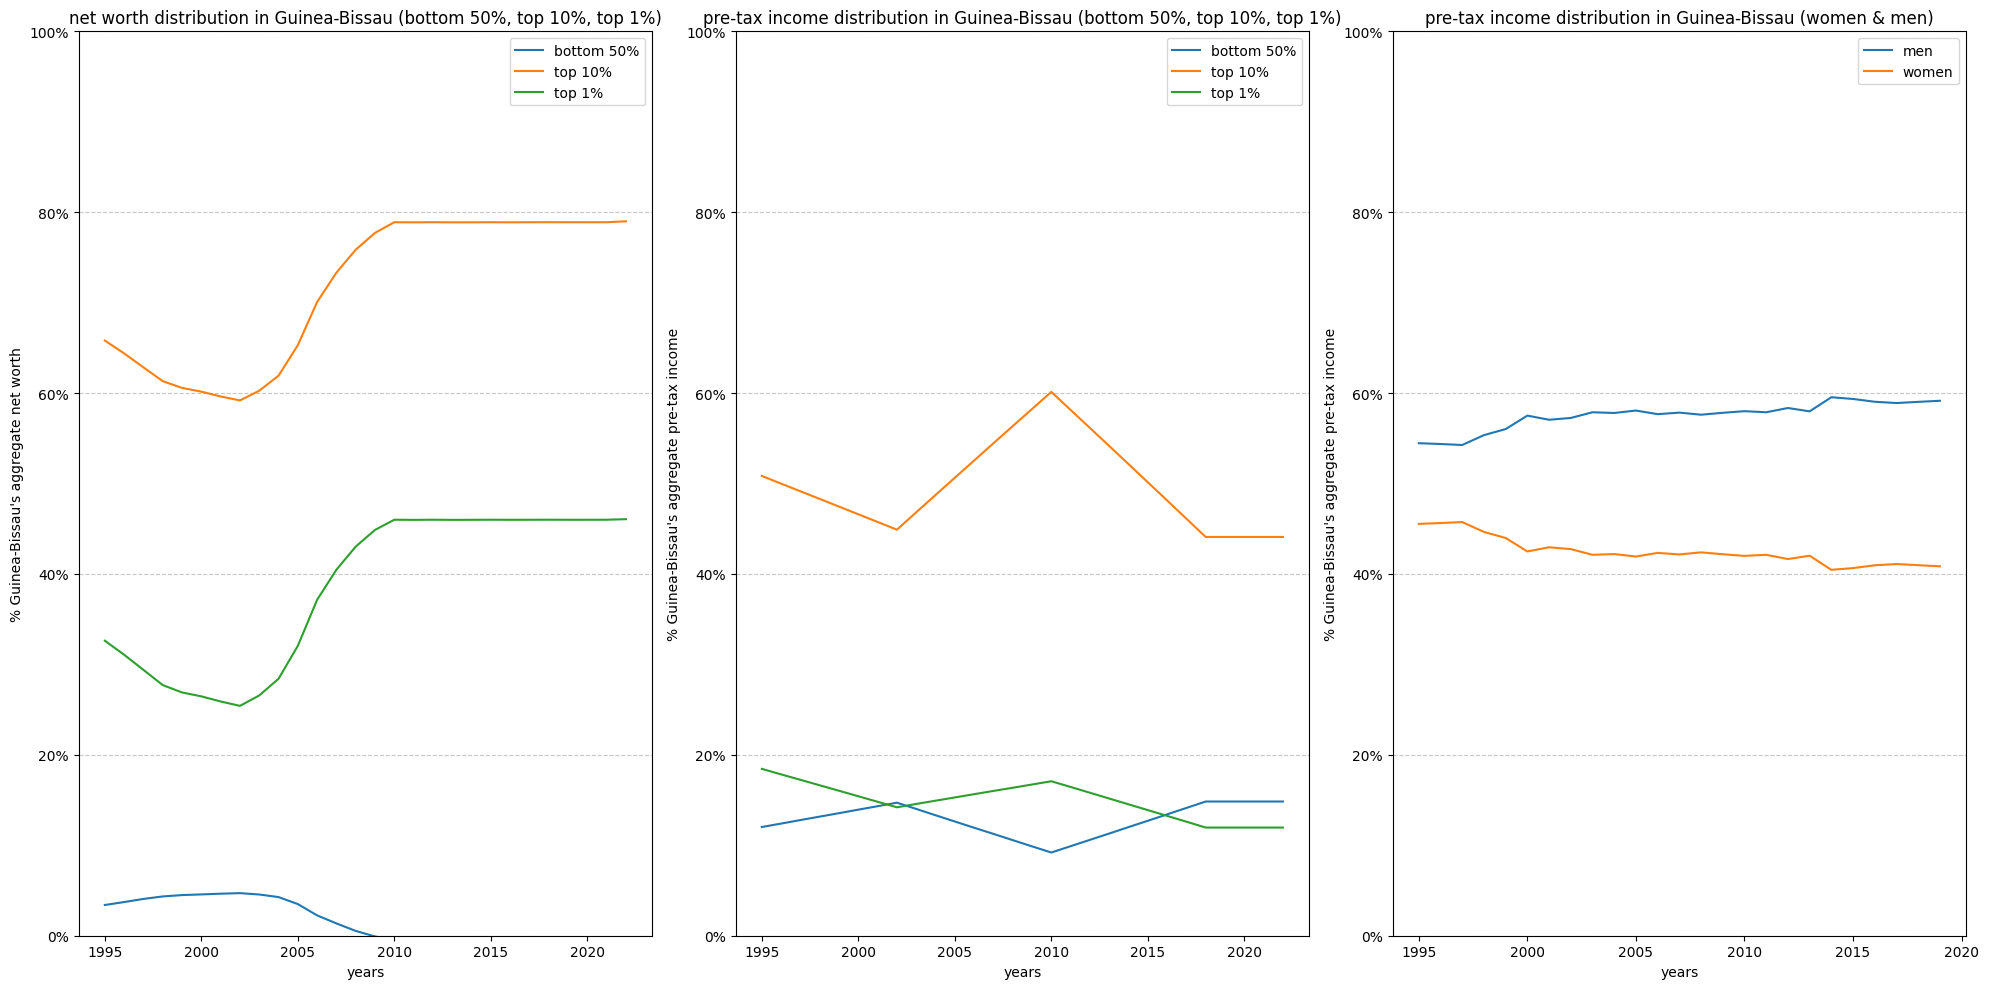 net worth distribution in Guinea-Bissau (bottom 50%, top 10%, top 1%)
100%
80%
60%
40%
20%
0%
% Guinea-Bissau's aggregate net worth
bottom 50%
top 10%
top 1%
1995
2000
2005
2010
2015
2020
years
pre-tax income distribution in Guinea-Bissau (bottom 50%, top 10%, top 1%)
100%
80%
60%
40%
20%
0%
% Guinea-Bissau's aggregate pre-tax income
bottom 50%
top 10%
top 1%
1995
2000
2005
2010
2015
2020
years
pre-tax income distribution in Guinea-Bissau (women & men)
100%
80%
60%
40%
20%
0%
% Guinea-Bissau's aggregate pre-tax income
men
women
1995
2000
2005
2010
2015
2020
years